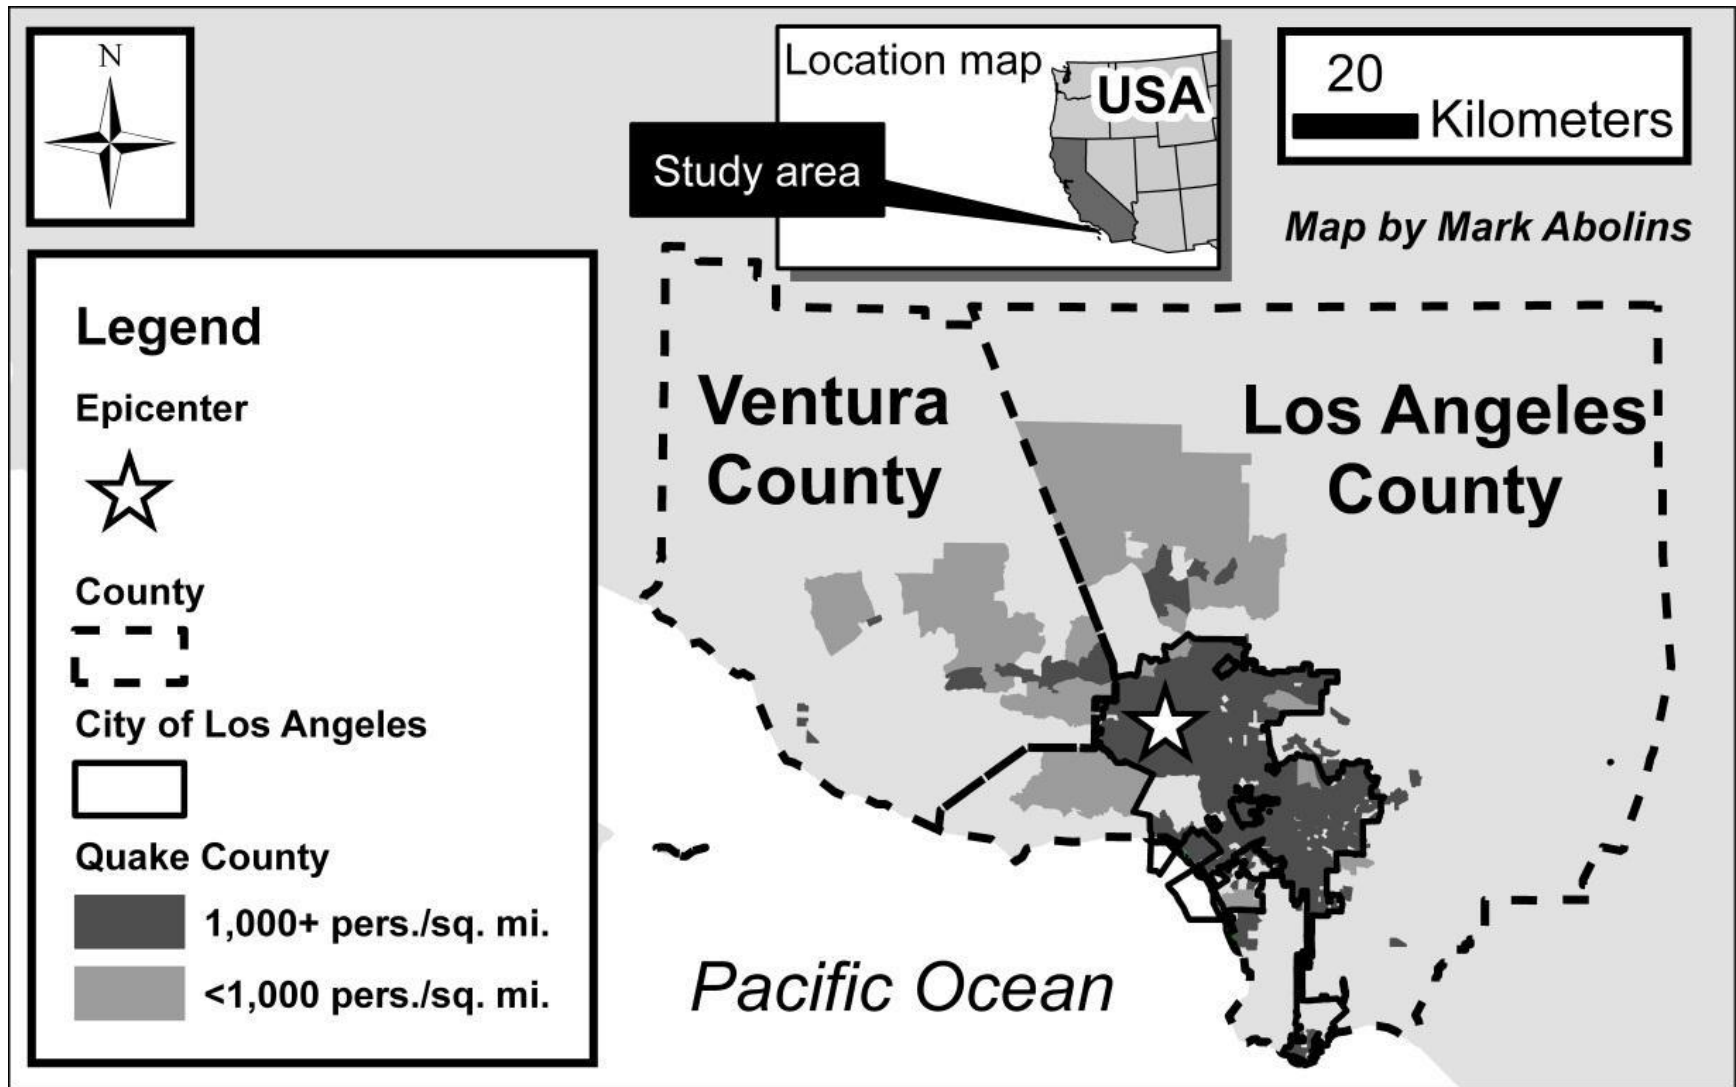 N
Location map
USA
Study area
20
Kilometers
Map by Mark Abolins
Legend
Epicenter
County
City of Los Angeles
Quake County
1,000+ pers./sq. mi.
<1,000 pers./sq. mi.
Ventura
County
Los Angeles
County
Pacific Ocean